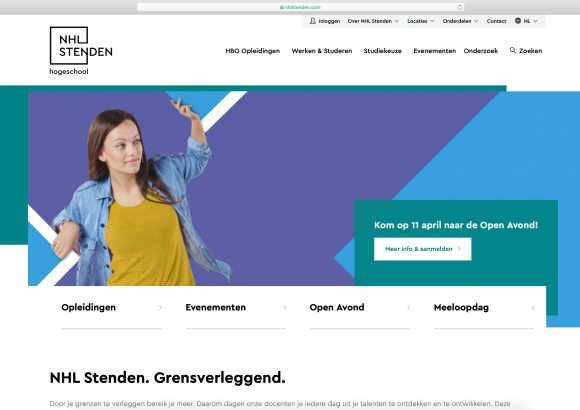 nhlstenden.com
Inloggen Over NHL Stenden Locaties Onderdelen Contact NL
NHL
STENDEN
hogeschool
HBO Opleidingen Werken & Studeren Studiekeuze Evenementen Onderzoek Zoeken
Kom op 11 april naar de Open Avond!
Meer info & aanmelden
Opleidingen Evenementen Open Avond Meeloopdag
NHL Stenden. Grensverleggend.
Door je grenzen te verleggen bereik je meer. Daarom dagen onze docenten je iedere dag uit je talenten te ontdekken en te ontwikkelen. Deze